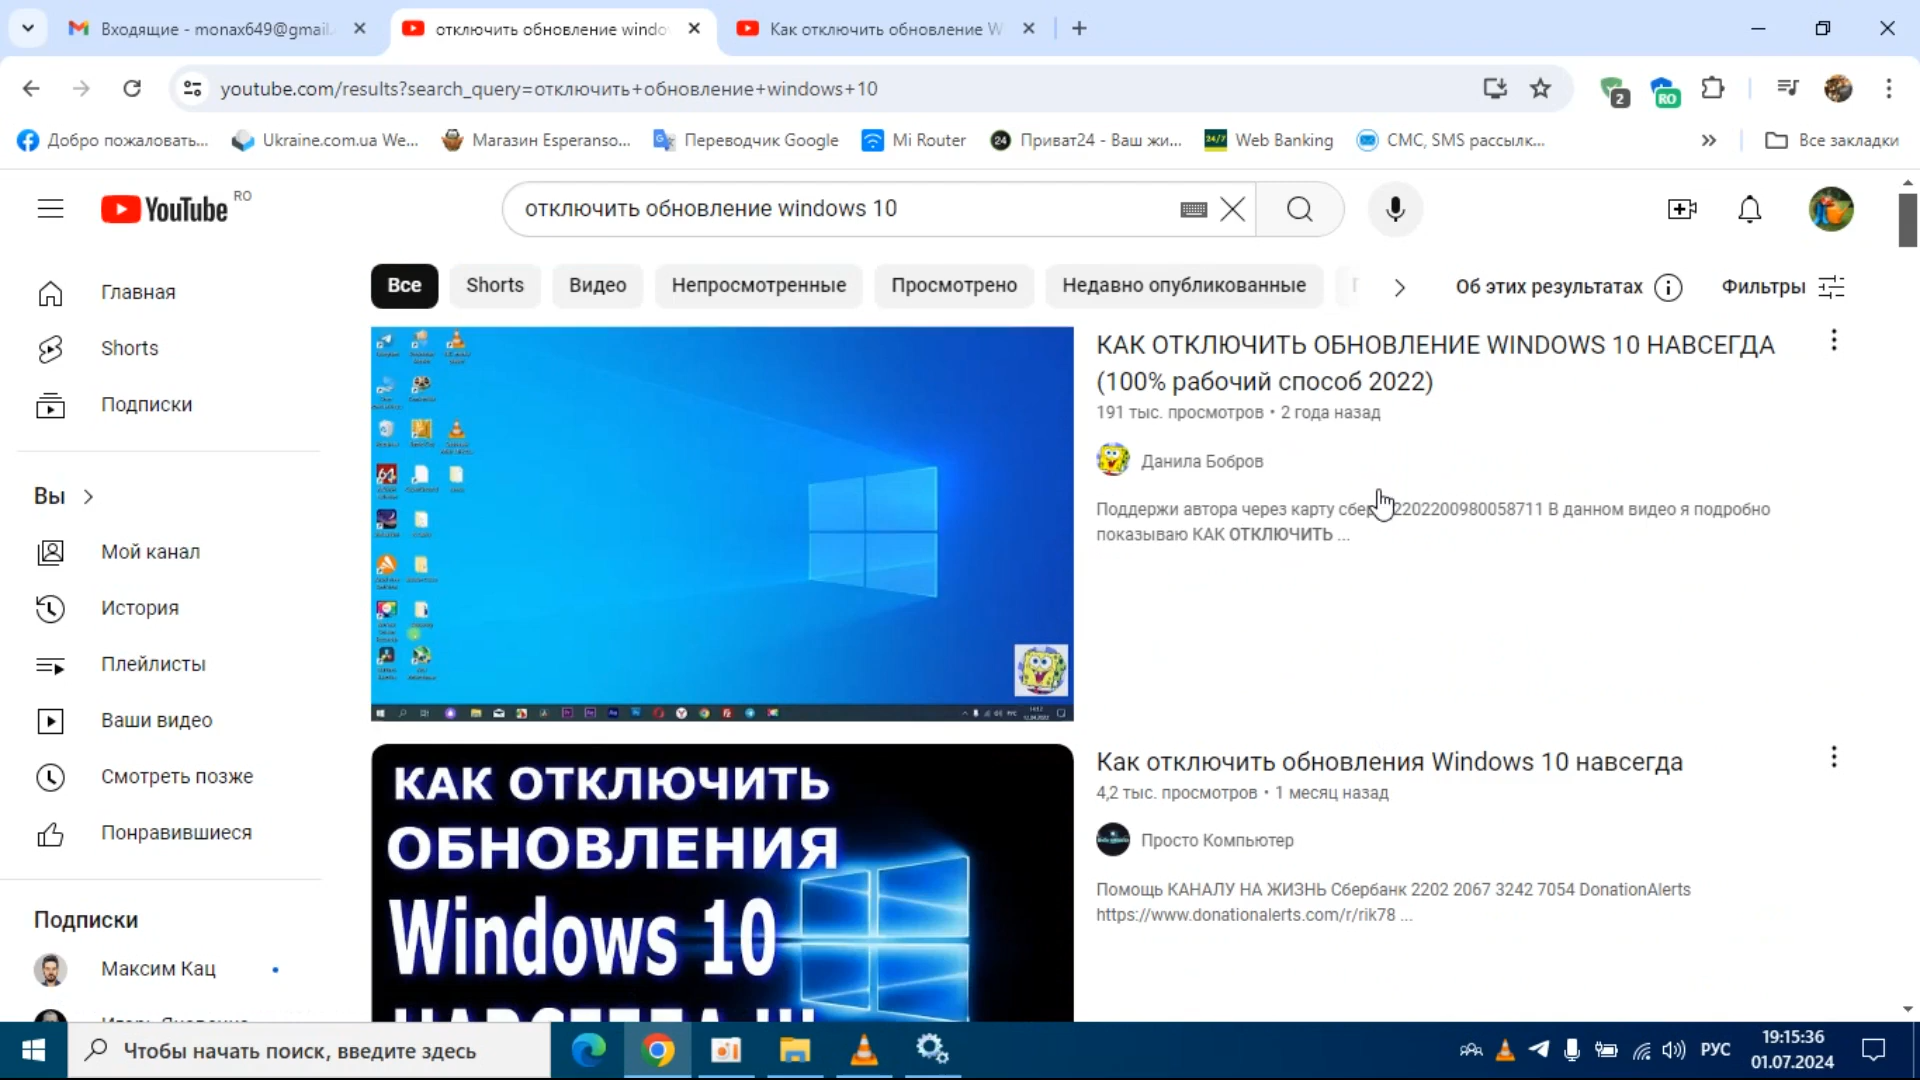 Входящие - monax649@gmail.
отключить обновление windo
Как отключить обновление W
youtube.com/results?search_query=отключить+обновление+windows+10
2
RO
Добро пожаловать...
Ukraine.com.ua We...
Магазин Esperanso...
Переводчик Google
Mi Router
24
Приват24 - Ваш жи...
24/7
Web Banking
СМС, SMS рассылк...
Все закладки
YouTube RO
отключить обновление windows 10
Все
Shorts
Видео
Непросмотренные
Просмотрено
Недавно опубликованные
Об этих результатах
Фильтры
Главная
Shorts
Подписки
Вы
Мой канал
История
Плейлисты
Ваши видео
Смотреть позже
Понравившиеся
Подписки
Максим Кац
КАК ОТКЛЮЧИТЬ ОБНОВЛЕНИЕ WINDOWS 10 НАВСЕГДА
(100% рабочий способ 2022)
191 тыс. просмотров • 2 года назад
Данила Бобров
Поддержи автора через карту сбер 2202200980058711 В данном видео я подробно
показываю КАК ОТКЛЮЧИТЬ ...
КАК ОТКЛЮЧИТЬ
ОБНОВЛЕНИЯ
Windows 10
НАВСЕГДА !!!
Как отключить обновления Windows 10 навсегда
4,2 тыс. просмотров • 1 месяц назад
Просто Компьютер
Помощь КАНАЛУ НА ЖИЗНЬ Сбербанк 2202 2067 3242 7054 DonationAlerts
https://www.donationalerts.com/r/rik78 ...
Чтобы начать поиск, введите здесь
РУС
19:15:36
01.07.2024